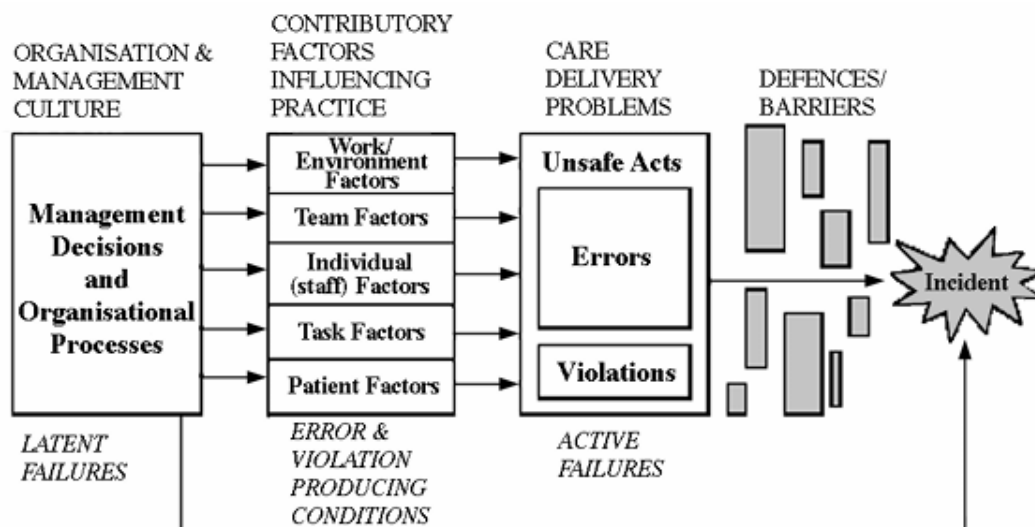 ORGANISATION &
MANAGEMENT
CULTURE
CONTRIBUTORY
FACTORS
INFLUENCING
PRACTICE
CARE
DELIVERY
PROBLEMS
DEFENCES/
BARRIERS
Management
Decisions
and
Organisational
Processes
Work/
Environment
Factors
Team Factors
Individual
(staff) Factors
Task Factors
Patient Factors
Unsafe Acts
Errors
Violations
Incident
LATENT
FAILURES
ERROR &
VIOLATION
PRODUCING
CONDITIONS
ACTIVE
FAILURES